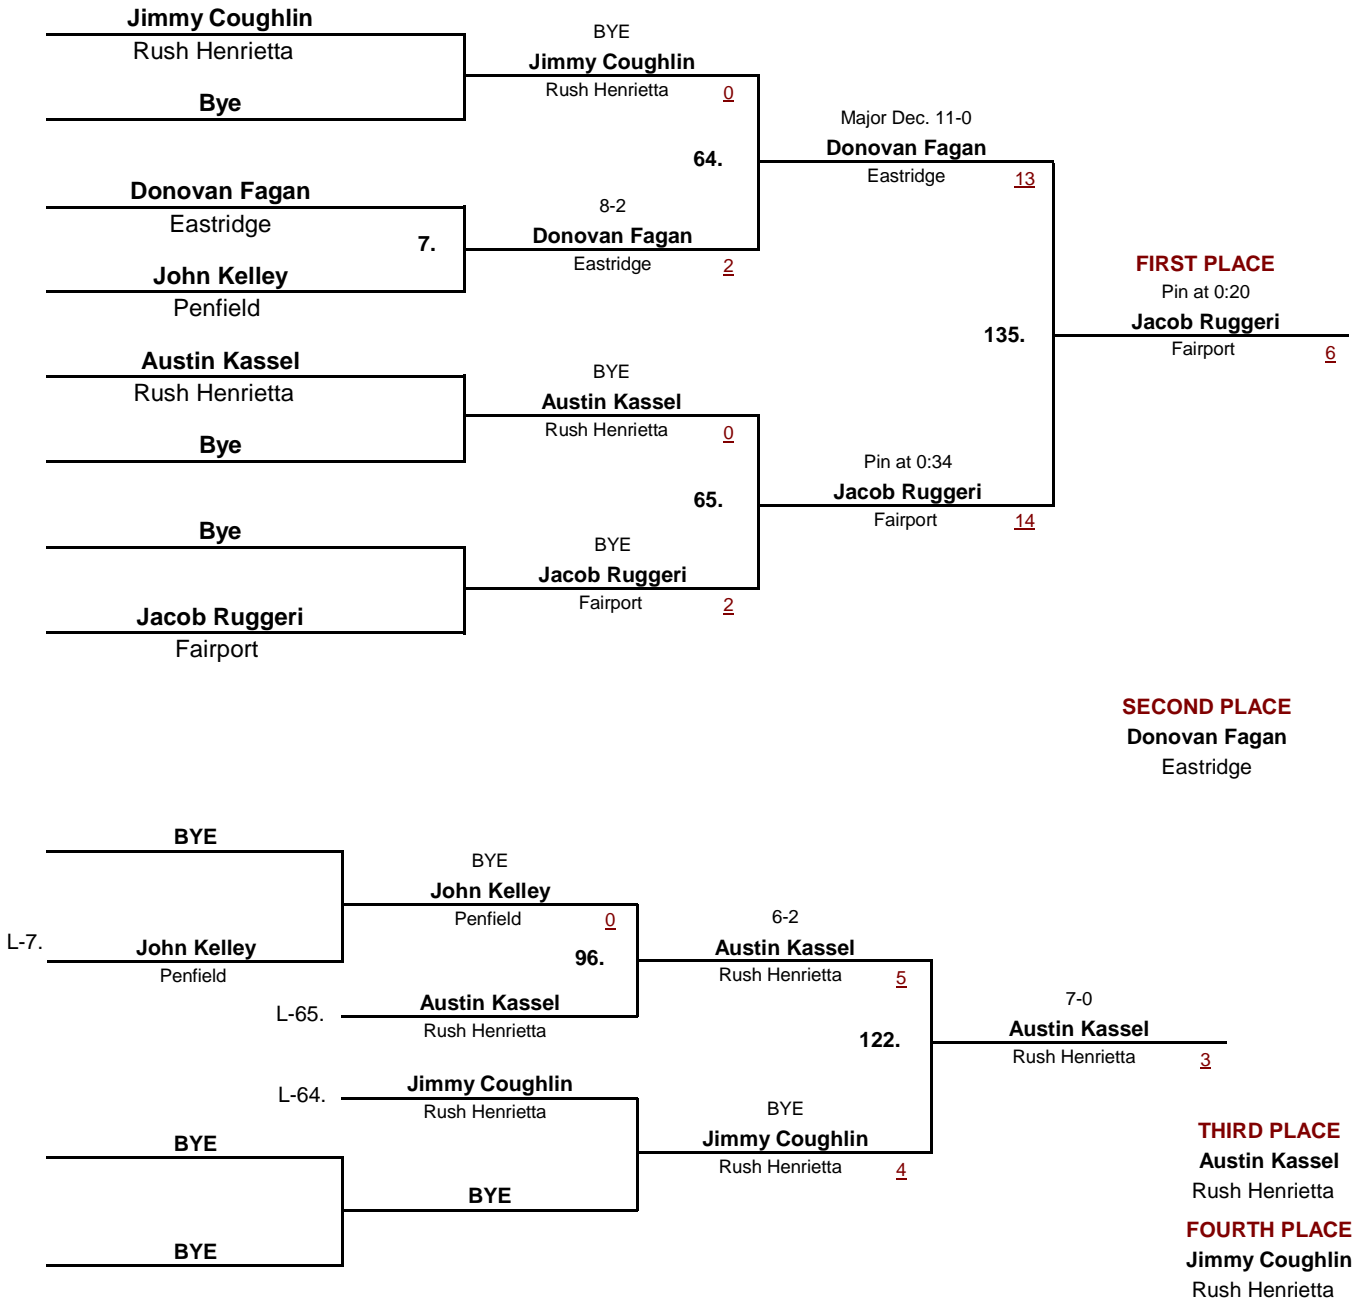 Jimmy Coughlin
Rush Henrietta
Bye
BYE
Jimmy Coughlin
Rush Henrietta
0
64.
Major Dec. 11-0
Donovan Fagan
Eastridge
13
Donovan Fagan
Eastridge
7.
John Kelley
Penfield
8-2
Donovan Fagan
Eastridge
2
FIRST PLACE
Pin at 0:20
Jacob Ruggeri
Fairport
6
135.
Austin Kassel
Rush Henrietta
Bye
BYE
Austin Kassel
Rush Henrietta
0
65.
Pin at 0:34
Jacob Ruggeri
Fairport
14
Bye
Jacob Ruggeri
Fairport
BYE
Jacob Ruggeri
Fairport
2
SECOND PLACE
Donovan Fagan
Eastridge
BYE
L-7.
John Kelley
Penfield
BYE
John Kelley
Penfield
0
96.
L-65.
Austin Kassel
Rush Henrietta
6-2
Austin Kassel
Rush Henrietta
5
122.
7-0
Austin Kassel
Rush Henrietta
3
L-64.
Jimmy Coughlin
Rush Henrietta
BYE
BYE
BYE
BYE
Jimmy Coughlin
Rush Henrietta
4
THIRD PLACE
Austin Kassel
Rush Henrietta
FOURTH PLACE
Jimmy Coughlin
Rush Henrietta